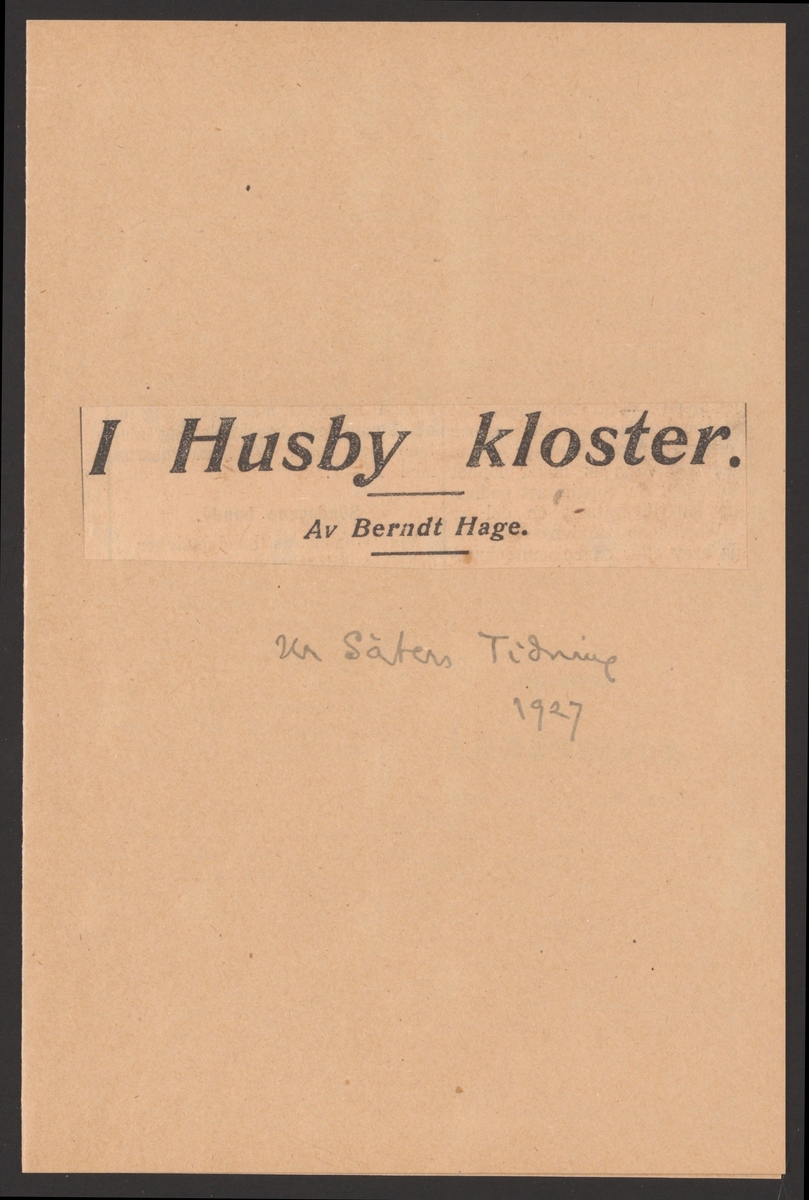 I Husby kloster.
Av Berndt Hage.
Ur Säters Tidning
1927